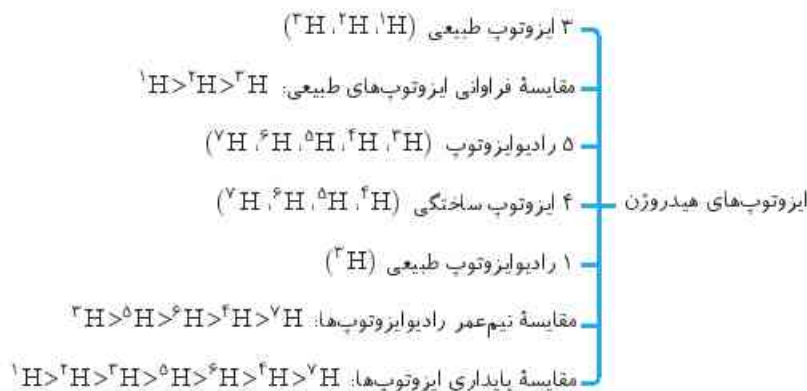 ۳ ایزوتوپ طبیعی (³H ،²H ،¹H)
مقایسهٔ فراوانی ایزوتوپ‌های طبیعی: ¹H>²H>³H
۵ رادیوایزوتوپ (⁷H ،⁶H ،⁵H ،⁴H ،³H)
ایزوتوپ‌های هیدروژن
۴ ایزوتوپ ساختگی (⁷H ،⁶H ،⁵H ،⁴H)
۱ رادیوایزوتوپ طبیعی (³H)
مقایسهٔ نیم‌عمر رادیوایزوتوپ‌ها: ³H>⁵H>⁶H>⁴H>⁷H
مقایسهٔ پایداری ایزوتوپ‌ها: ¹H>²H>³H>⁵H>⁶H>⁴H>⁷H